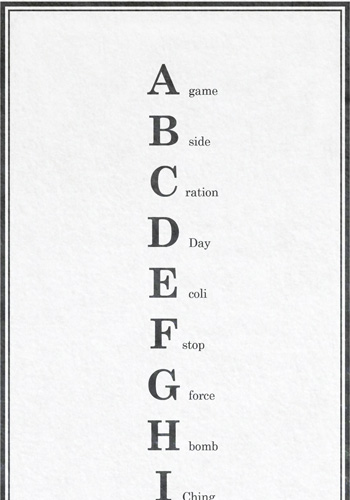 A game
B side
C ration
D Day
E coli
F stop
G force
H bomb
I Ching